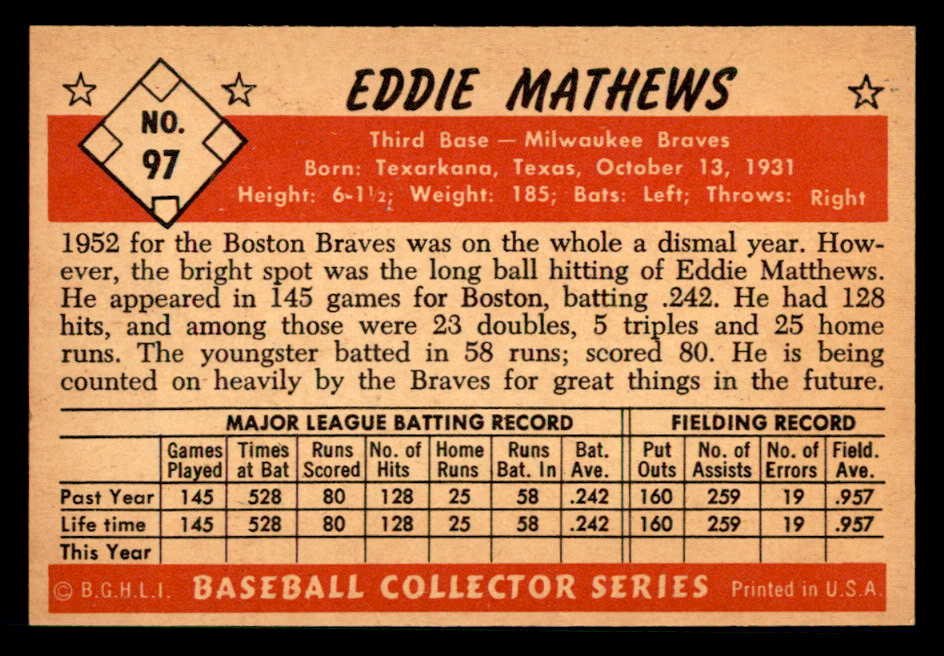 NO.
97
EDDIE MATHEWS
Third Base — Milwaukee Braves
Born: Texarkana, Texas, October 13, 1931
Height: 6-1½; Weight: 185; Bats: Left; Throws: Right
1952 for the Boston Braves was on the whole a dismal year. How-
ever, the bright spot was the long ball hitting of Eddie Matthews.
He appeared in 145 games for Boston, batting .242. He had 128
hits, and among those were 23 doubles, 5 triples and 25 home
runs. The youngster batted in 58 runs; scored 80. He is being
counted on heavily by the Braves for great things in the future.
MAJOR LEAGUE BATTING RECORD FIELDING RECORD
Games Times Runs No. of Home Runs Bat. Put No. of No. of Field.
Played at Bat Scored Hits Runs Bat. In Ave. Outs Assists Errors Ave.
Past Year 145 528 80 128 25 58 .242 160 259 19 .957
Life time 145 528 80 128 25 58 .242 160 259 19 .957
This Year
© B.G.H.L.I. BASEBALL COLLECTOR SERIES Printed in U.S.A.